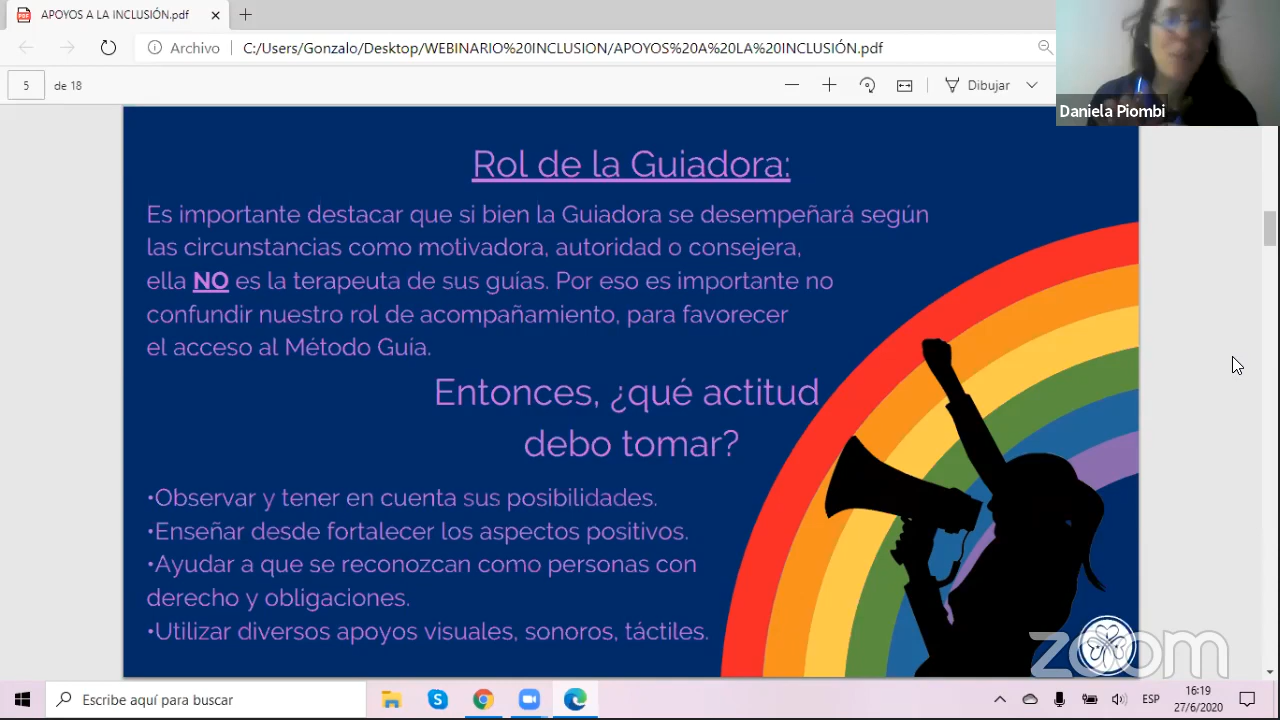 APOYOS A LA INCLUSIÓN.pdf
Archivo
C:/Users/Gonzalo/Desktop/WEBINARIO%20INCLUSION/APOYOS%20A%20LA%20INCLUSIÓN.pdf
5 de 18
Dibujar
Daniela Piombi
Rol de la Guiadora:
Es importante destacar que si bien la Guiadora se desempeñará según
las circunstancias como motivadora, autoridad o consejera,
ella NO es la terapeuta de sus guías. Por eso es importante no
confundir nuestro rol de acompañamiento, para favorecer
el acceso al Método Guía.
Entonces, ¿qué actitud
debo tomar?
•Observar y tener en cuenta sus posibilidades.
•Enseñar desde fortalecer los aspectos positivos.
•Ayudar a que se reconozcan como personas con
derecho y obligaciones.
•Utilizar diversos apoyos visuales, sonoros, táctiles.
zoom
Escribe aquí para buscar
ESP
16:19
27/6/2020